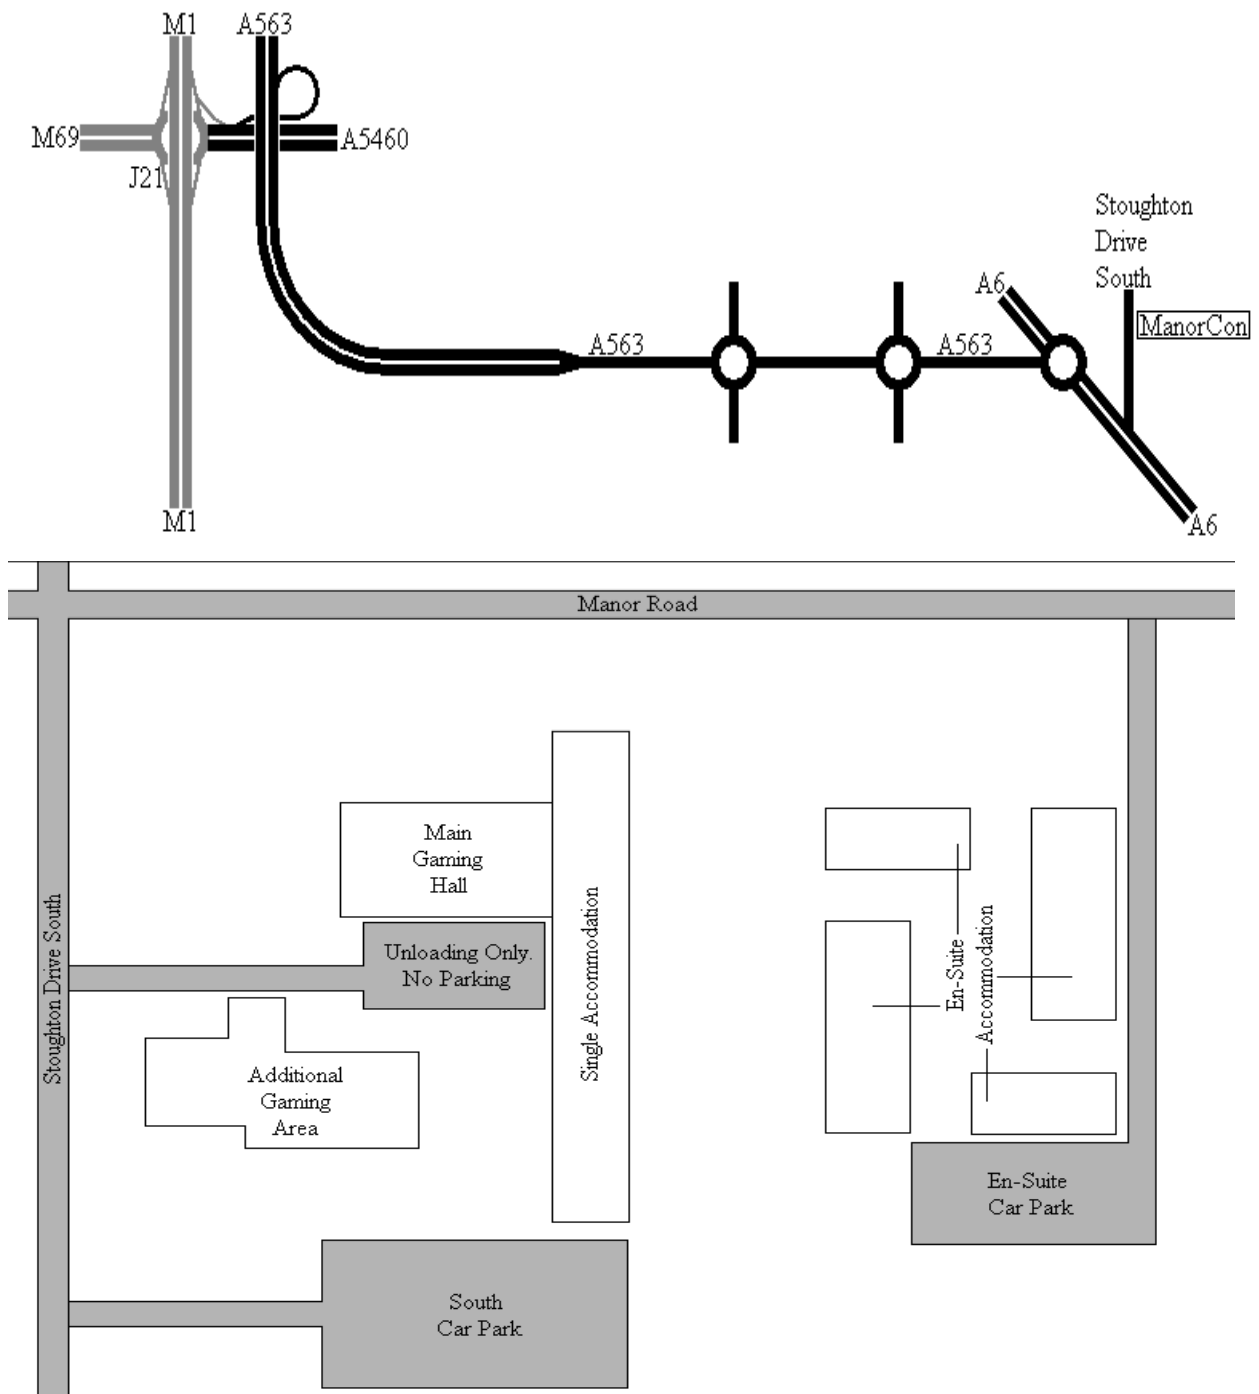 M1
A563
M69
A5460
J21
Stoughton
Drive
South
A6
ManorCon
A563
A563
M1
A6
Manor Road
Main
Gaming
Hall
Stoughton Drive South
Unloading Only.
No Parking
Single Accommodation
En-Suite
Accommodation
Additional
Gaming
Area
En-Suite
Car Park
South
Car Park